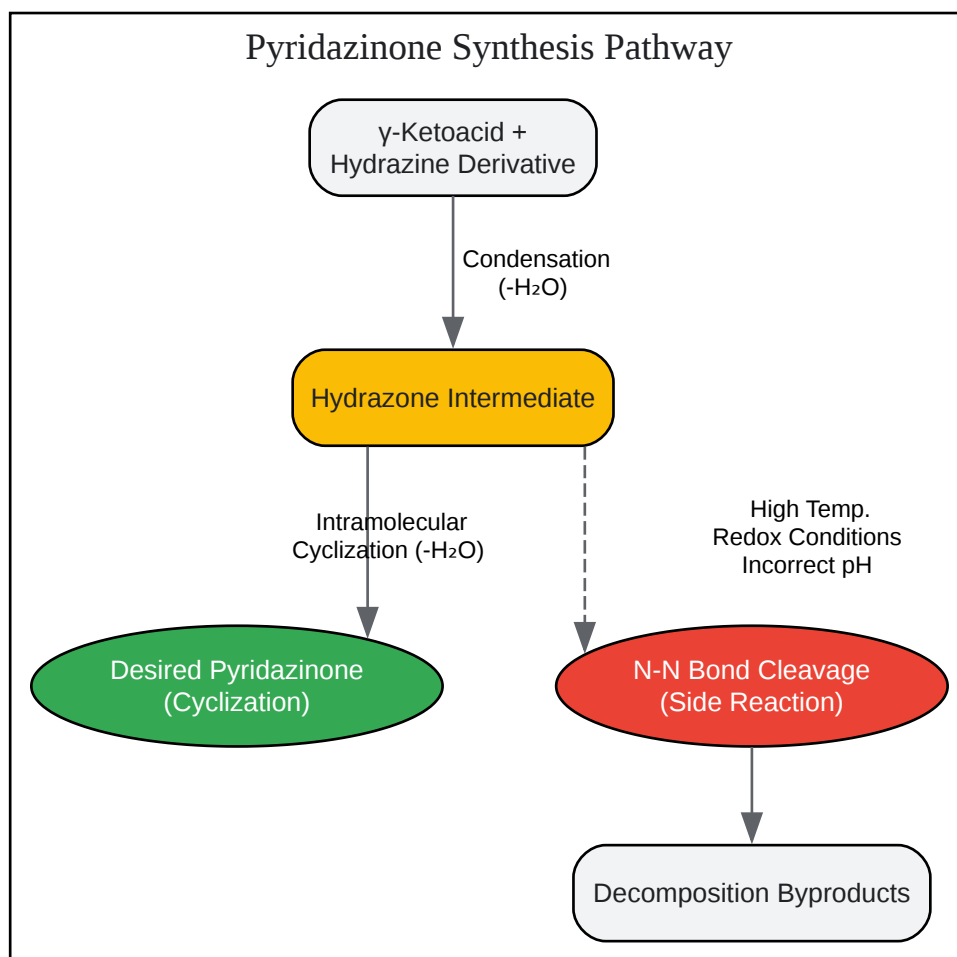 Pyridazinone Synthesis Pathway
γ-Ketoacid +
Hydrazine Derivative
Condensation
(-H₂O)
Hydrazone Intermediate
Intramolecular
Cyclization (-H₂O)
High Temp.
Redox Conditions
Incorrect pH
Desired Pyridazinone
(Cyclization)
N-N Bond Cleavage
(Side Reaction)
Decomposition Byproducts